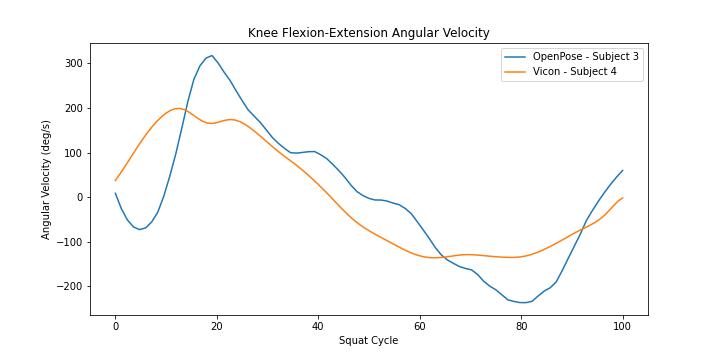 Knee Flexion-Extension Angular Velocity
OpenPose - Subject 3
Vicon - Subject 4
300
200
100
0
−100
−200
Angular Velocity (deg/s)
0 20 40 60 80 100
Squat Cycle